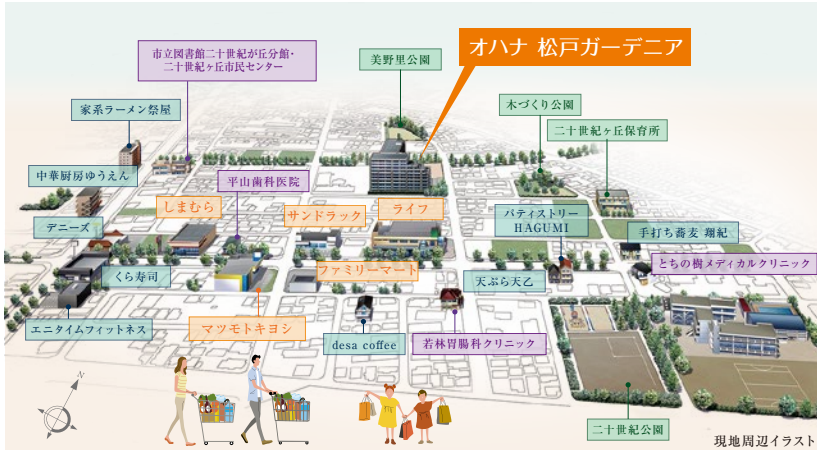 オハナ 松戸ガーデニア
市立図書館二十世紀が丘分館・
二十世紀ヶ丘市民センター
美野里公園
家系ラーメン祭屋
木づくり公園
二十世紀ヶ丘保育所
中華厨房ゆうえん
平山歯科医院
しまむら
サンドラック
ライフ
パティストリー
HAGUMI
デニーズ
手打ち蕎麦 翔紀
とちの樹メディカルクリニック
くら寿司
ファミリーマート
天ぷら天乙
エニタイムフィットネス
マツモトキヨシ
desa coffee
若林胃腸科クリニック
二十世紀公園
N
現地周辺イラスト